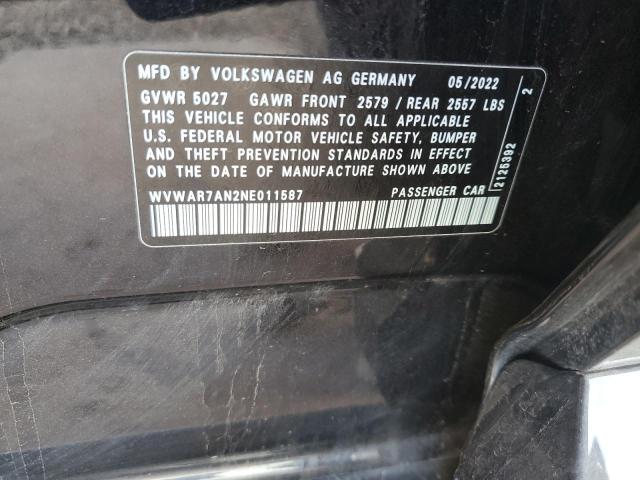 MFD BY VOLKSWAGEN AG GERMANY 05/2022
GVWR 5027 GAWR FRONT 2579 / REAR 2557 LBS
THIS VEHICLE CONFORMS TO ALL APPLICABLE
U.S. FEDERAL MOTOR VEHICLE SAFETY, BUMPER
AND THEFT PREVENTION STANDARDS IN EFFECT
ON THE DATE OF MANUFACTURE SHOWN ABOVE
WVWAR7AN2NE011587 PASSENGER CAR
2126392 2